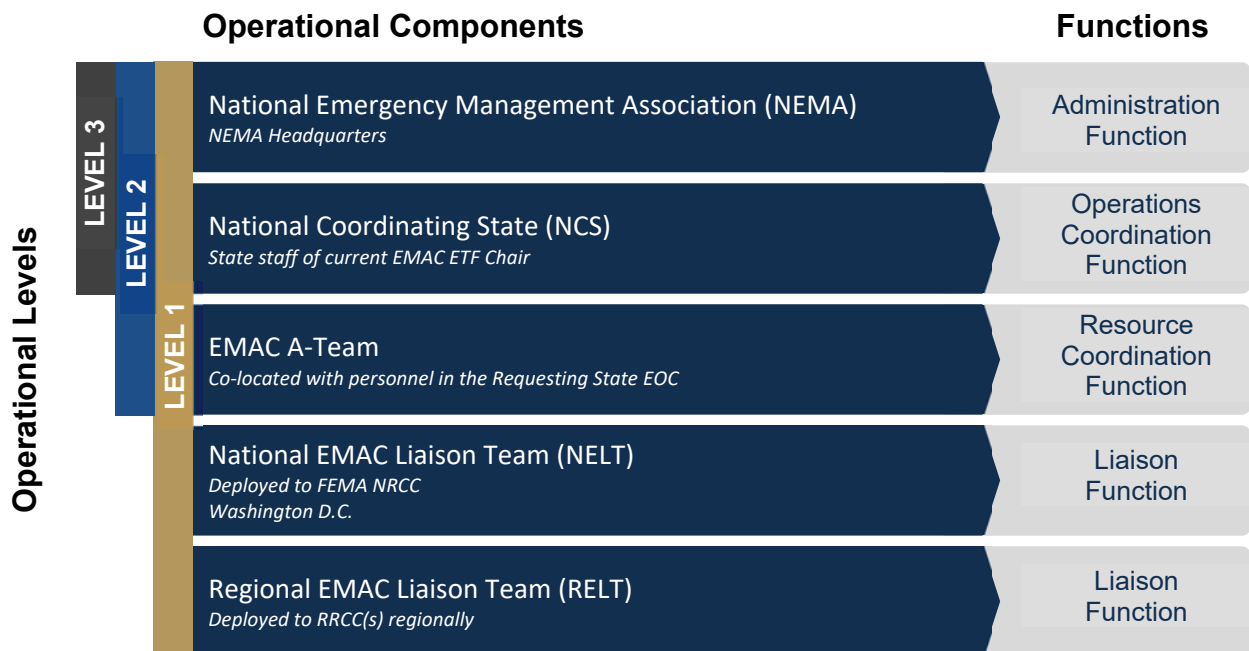 Operational Components
Functions
Operational Levels
LEVEL 3
LEVEL 2
LEVEL 1
National Emergency Management Association (NEMA)
NEMA Headquarters
Administration
Function
National Coordinating State (NCS)
State staff of current EMAC ETF Chair
Operations
Coordination
Function
EMAC A-Team
Co-located with personnel in the Requesting State EOC
Resource
Coordination
Function
National EMAC Liaison Team (NELT)
Deployed to FEMA NRCC
Washington D.C.
Liaison
Function
Regional EMAC Liaison Team (RELT)
Deployed to RRCC(s) regionally
Liaison
Function